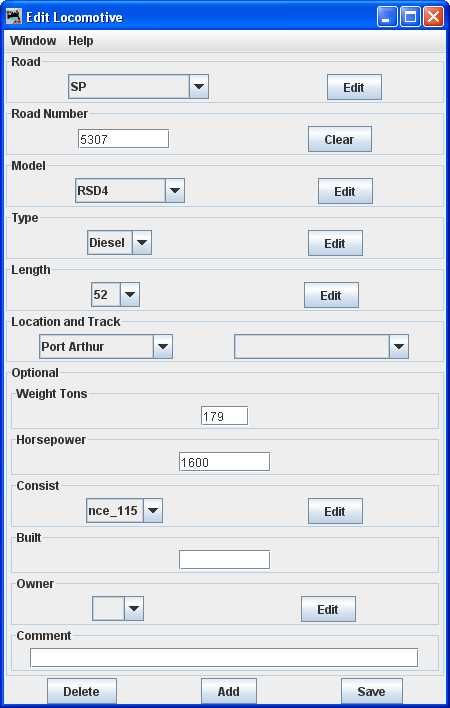 Edit Locomotive
Window Help
Road
SP Edit
Road Number
5307 Clear
Model
RSD4 Edit
Type
Diesel Edit
Length
52 Edit
Location and Track
Port Arthur
Optional
Weight Tons
179
Horsepower
1600
Consist
nce_115 Edit
Built
Owner
Edit
Comment
Delete Add Save